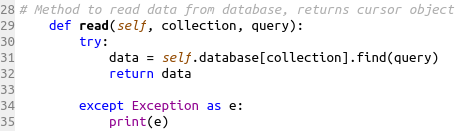 28 # Method to read data from database, returns cursor object
29     def read(self, collection, query):
30         try:
31             data = self.database[collection].find(query)
32             return data
33
34         except Exception as e:
35             print(e)